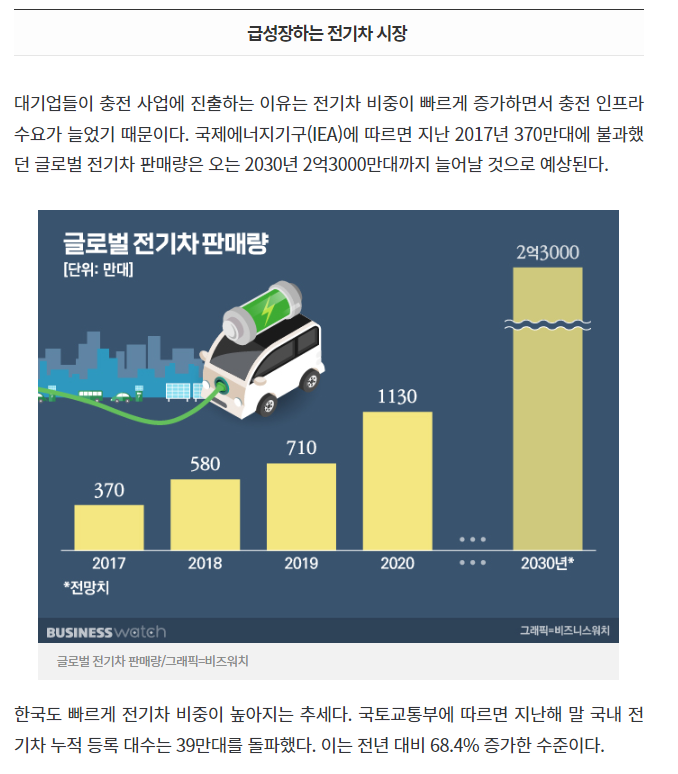 급성장하는 전기차 시장
대기업들이 충전 사업에 진출하는 이유는 전기차 비중이 빠르게 증가하면서 충전 인프라
수요가 늘었기 때문이다. 국제에너지기구(IEA)에 따르면 지난 2017년 370만대에 불과했
던 글로벌 전기차 판매량은 오는 2030년 2억3000만대까지 늘어날 것으로 예상된다.
글로벌 전기차 판매량
[단위: 만대]
2억3000
1130
710
580
370
2017 2018 2019 2020 ... 2030년*
*전망치
BUSINESSwatch 그래픽=비즈니스워치
글로벌 전기차 판매량/그래픽=비즈워치
한국도 빠르게 전기차 비중이 높아지는 추세다. 국토교통부에 따르면 지난해 말 국내 전
기차 누적 등록 대수는 39만대를 돌파했다. 이는 전년 대비 68.4% 증가한 수준이다.